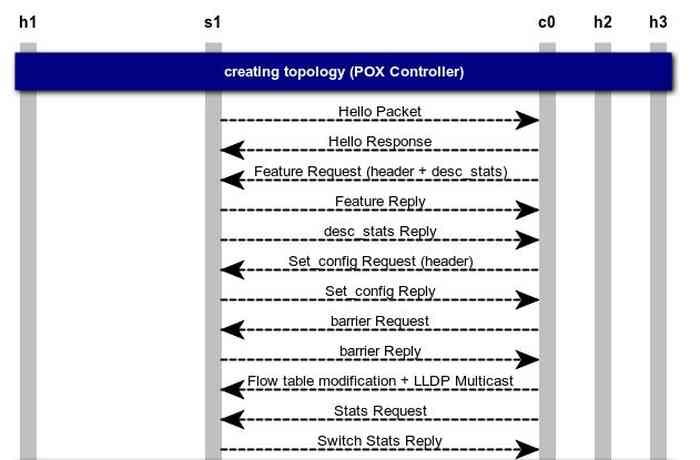 h1 s1 c0 h2 h3
creating topology (POX Controller)
Hello Packet
Hello Response
Feature Request (header + desc_stats)
Feature Reply
desc_stats Reply
Set_config Request (header)
Set_config Reply
barrier Request
barrier Reply
Flow table modification + LLDP Multicast
Stats Request
Switch Stats Reply